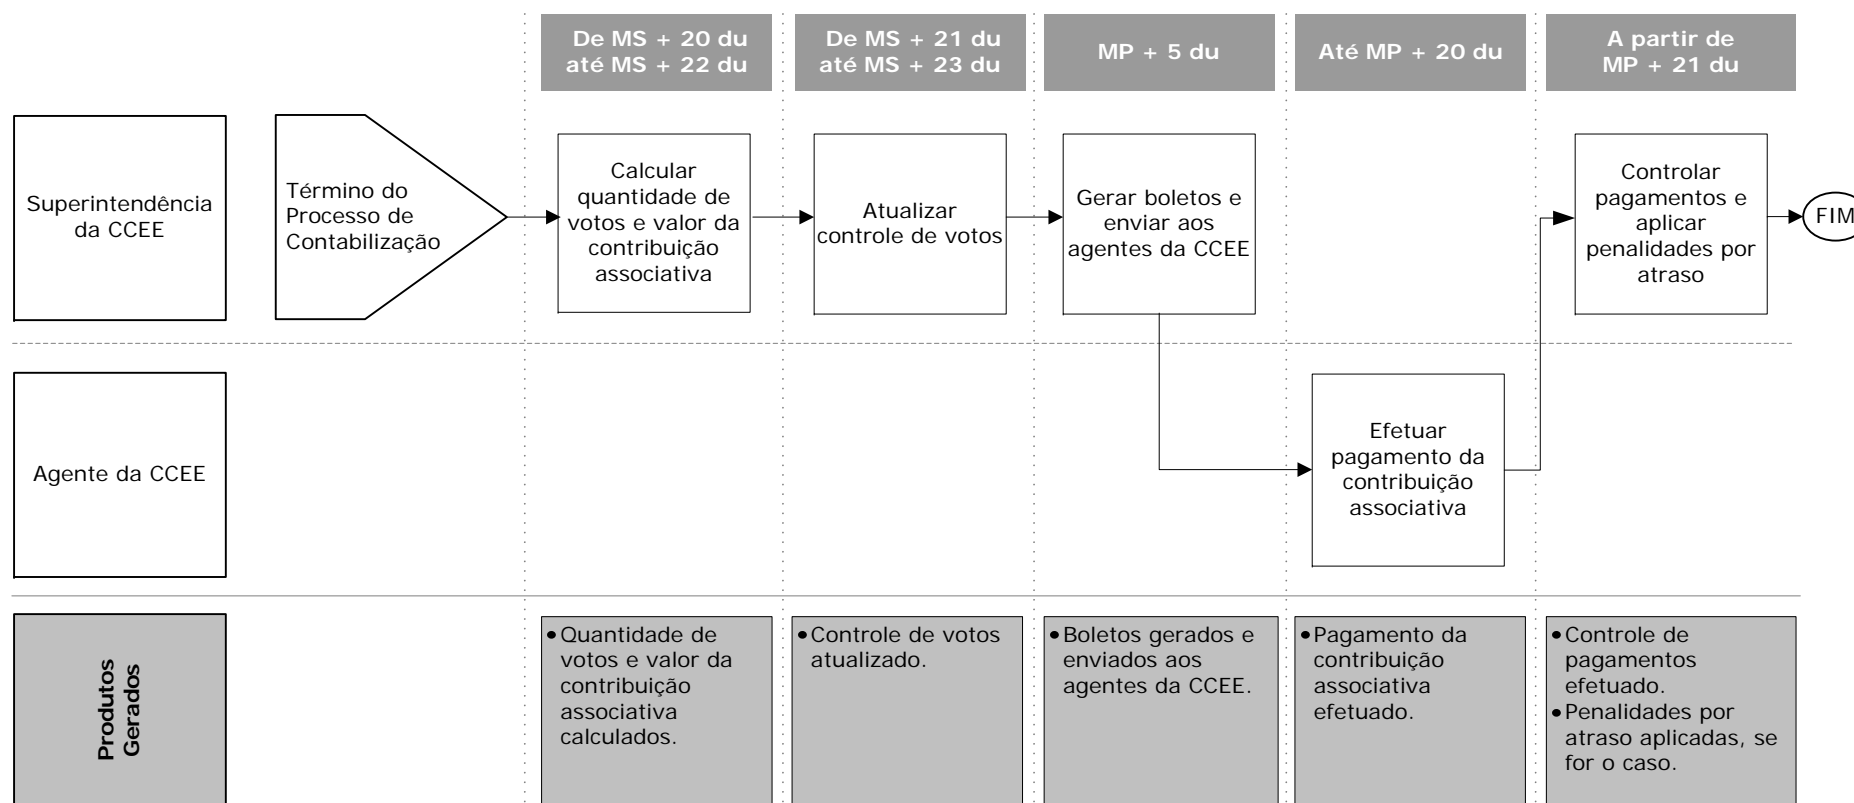 De MS + 20 du
até MS + 22 du
De MS + 21 du
até MS + 23 du
MP + 5 du
Até MP + 20 du
A partir de
MP + 21 du
Superintendência
da CCEE
Término do
Processo de
Contabilização
Calcular
quantidade de
votos e valor da
contribuição
associativa
Atualizar
controle de votos
Gerar boletos e
enviar aos
agentes da CCEE
Controlar
pagamentos e
aplicar
penalidades por
atraso
FIM
Agente da CCEE
Efetuar
pagamento da
contribuição
associativa
Produtos
Gerados
• Quantidade de
votos e valor da
contribuição
associativa
calculados.
• Controle de votos
atualizado.
• Boletos gerados e
enviados aos
agentes da CCEE.
• Pagamento da
contribuição
associativa
efetuado.
• Controle de
pagamentos
efetuado.
• Penalidades por
atraso aplicadas, se
for o caso.